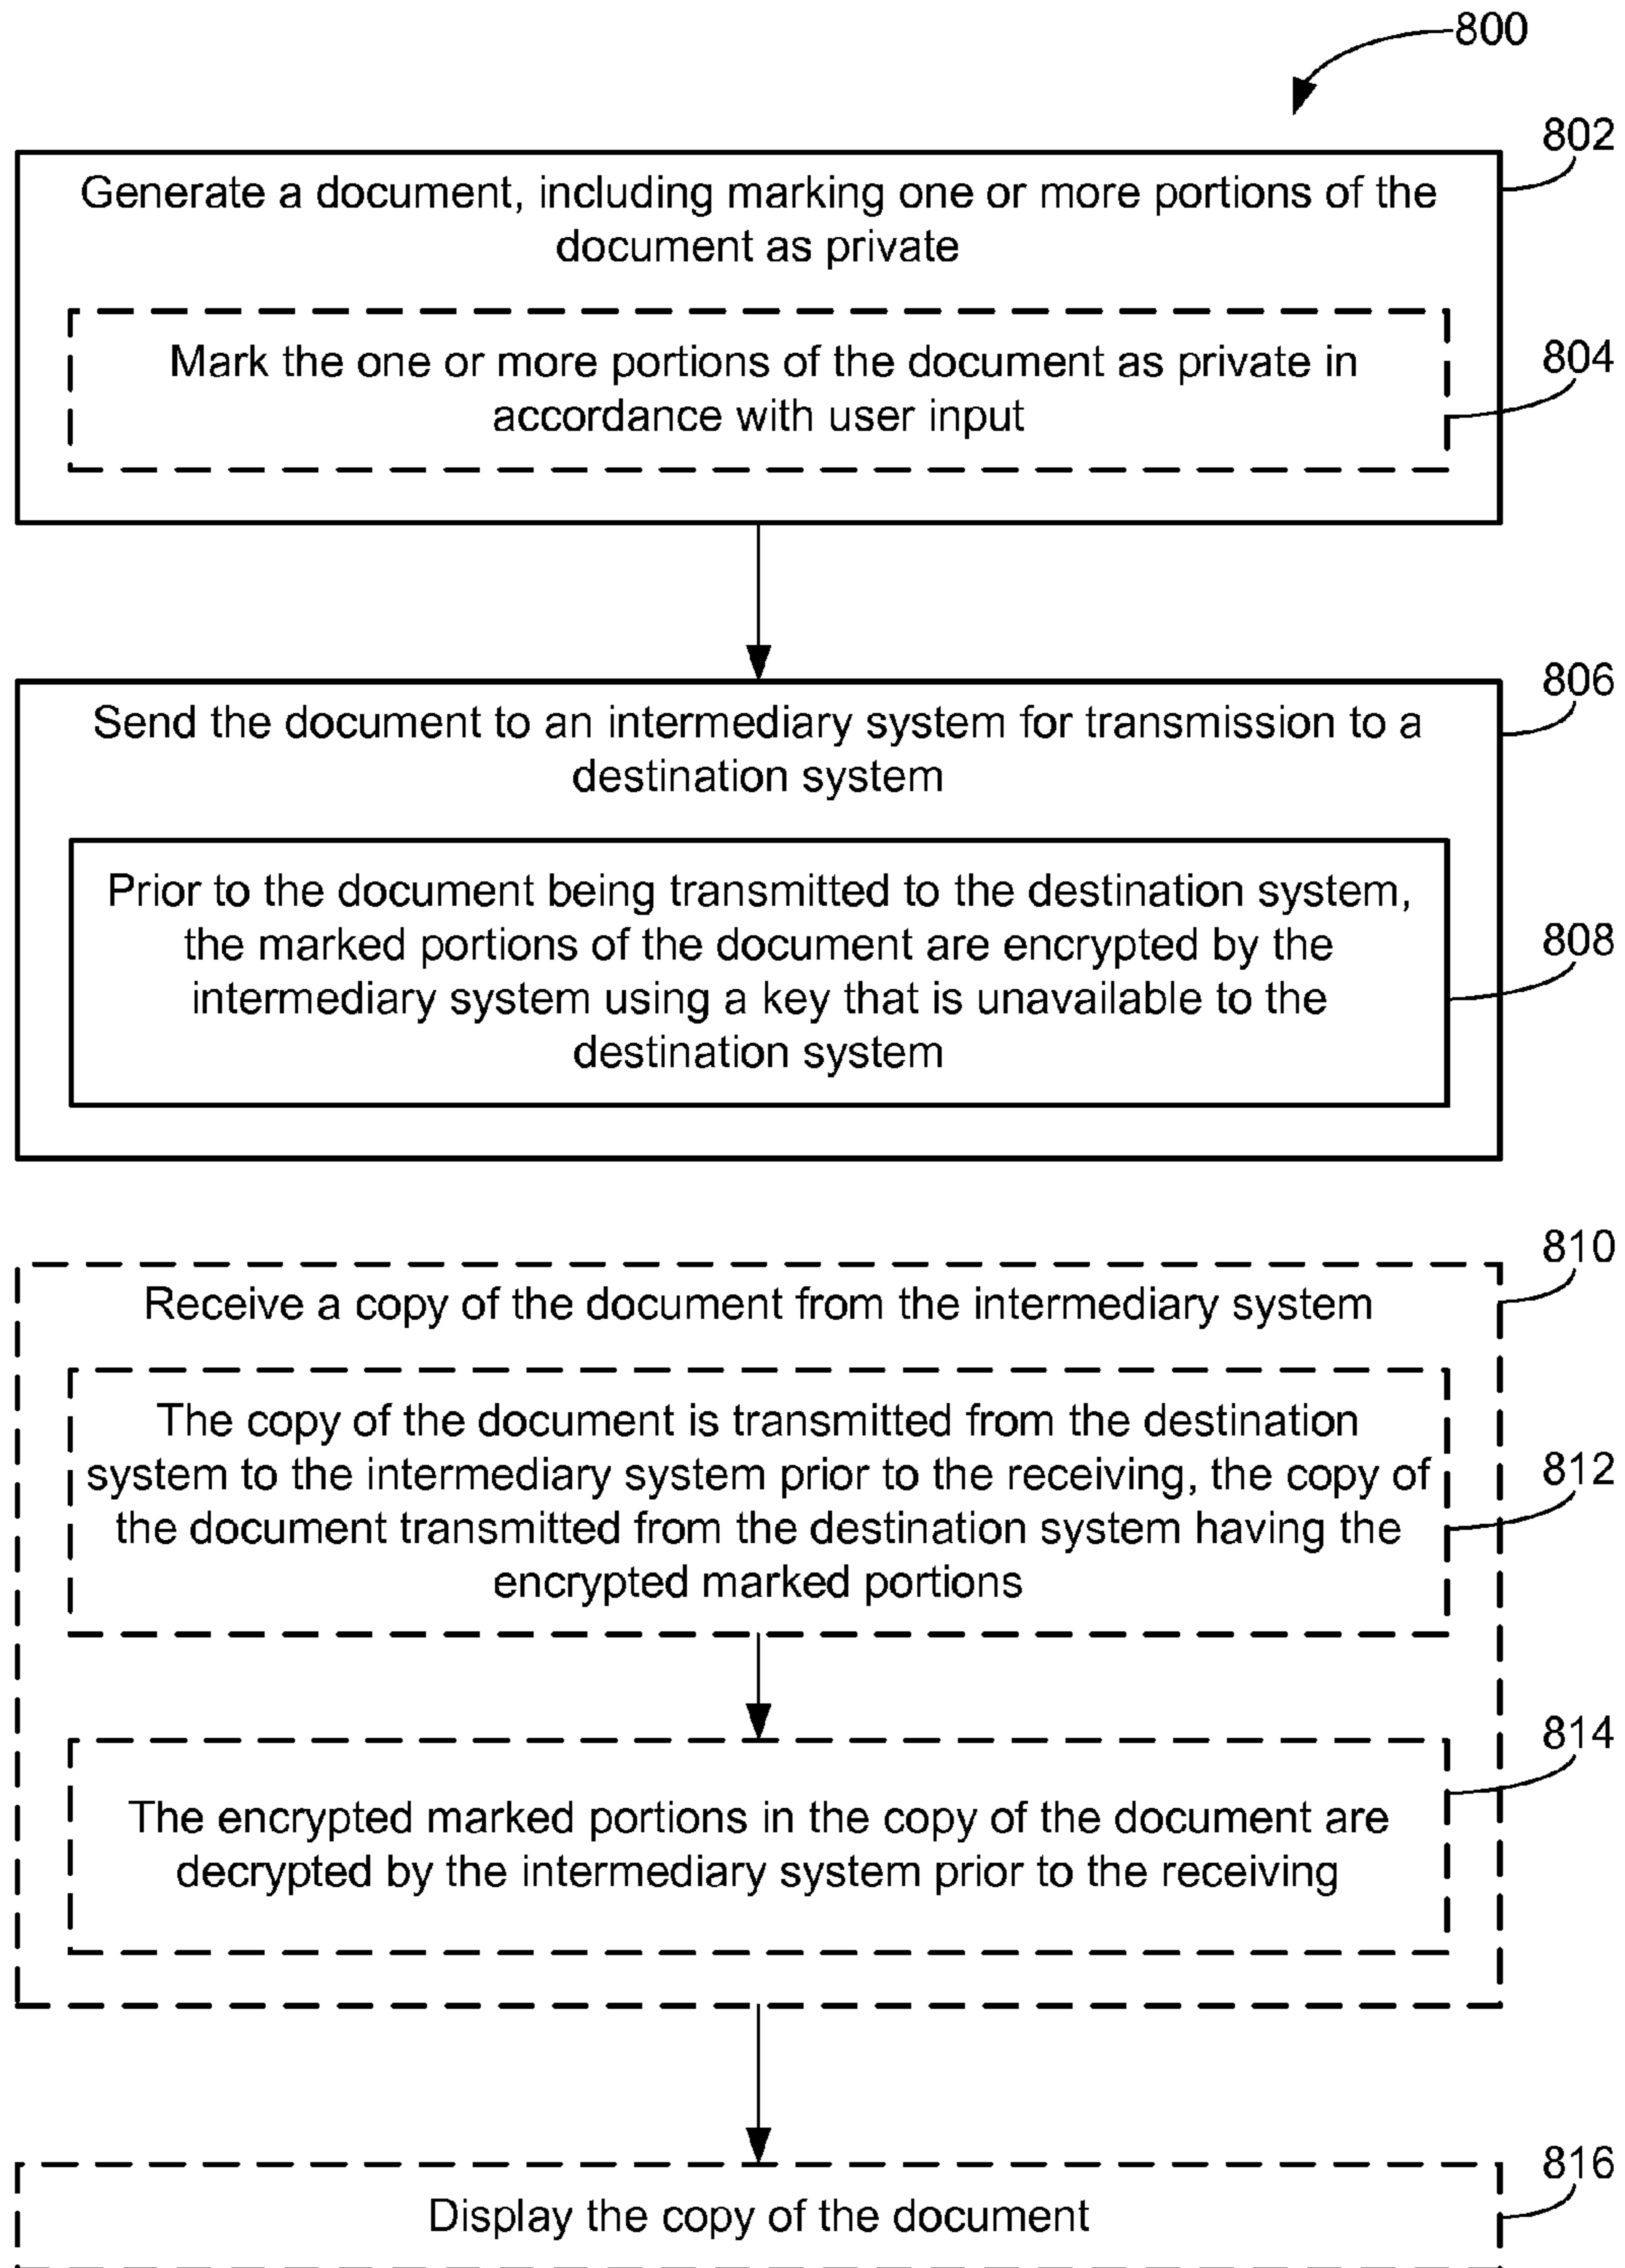 800
802
Generate a document, including marking one or more portions of the
document as private
804
Mark the one or more portions of the document as private in
accordance with user input
806
Send the document to an intermediary system for transmission to a
destination system
808
Prior to the document being transmitted to the destination system,
the marked portions of the document are encrypted by the
intermediary system using a key that is unavailable to the
destination system
810
Receive a copy of the document from the intermediary system
812
The copy of the document is transmitted from the destination
system to the intermediary system prior to the receiving, the copy of
the document transmitted from the destination system having the
encrypted marked portions
814
The encrypted marked portions in the copy of the document are
decrypted by the intermediary system prior to the receiving
816
Display the copy of the document